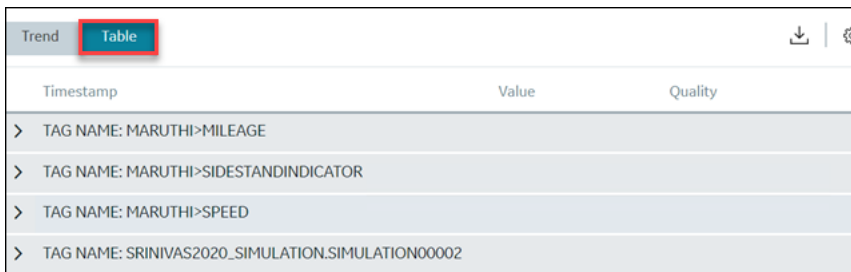 Trend Table
Timestamp Value Quality
TAG NAME: MARUTHI>MILEAGE
TAG NAME: MARUTHI>SIDESTANDINDICATOR
TAG NAME: MARUTHI>SPEED
TAG NAME: SRINIVAS2020_SIMULATION.SIMULATION00002